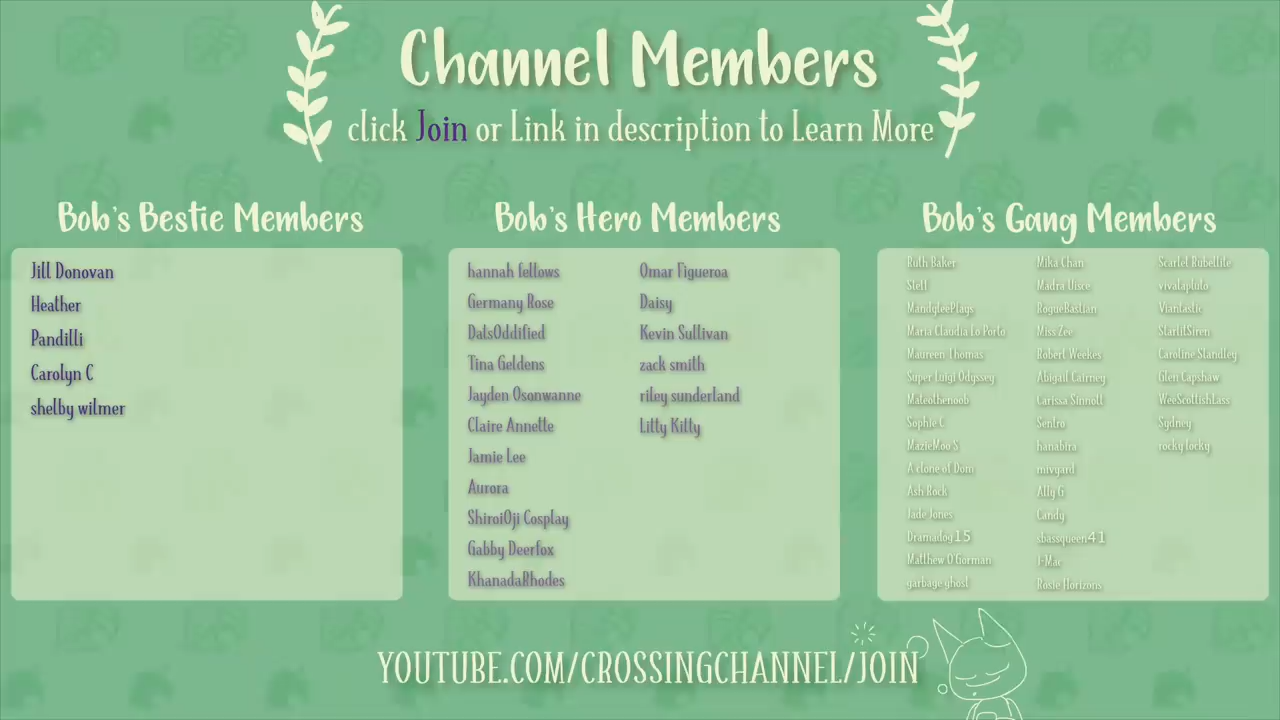 Channel Members
click Join or Link in description to Learn More
Bob's Bestie Members
Jill Donovan
Heather
Pandilli
Carolyn C
shelby wilmer
Bob's Hero Members
hannah fellows
Germany Rose
DatsOddified
Tina Geldens
Jayden Osonwanne
Claire Annette
Jamie Lee
Aurora
ShiroiOji Cosplay
Gabby Deerfox
KhanadaRhodes
Omar Figueroa
Daisy
Kevin Sullivan
zack smith
riley sunderland
Litty Kitty
Bob's Gang Members
Ruth Baker
Stett
MandyleePlays
Maria Claudia Lo Porto
Maureen Thomas
Super Luigi Odyssey
Mateothenoob
Sophie C
MazieMoo S
A clone of Dom
Ash Rock
Jade Jones
Dramadog15
Matthew O'Gorman
garbage ghost
Mika Chan
Madra Uisce
RogueBastian
Miss Zee
Robert Weekes
Abigail Cairney
Carissa Sinnott
Sentro
hanabira
mivyard
Ally G
Candy
sbassqueen41
J-Mac
Rosie Horizons
Scarlet Rubellite
vivalapluto
Viantastic
StarlitSiren
Caroline Standley
Glen Capshaw
WeeScottishLass
Sydney
rocky locky
YOUTUBE.COM/CROSSINGCHANNEL/JOIN